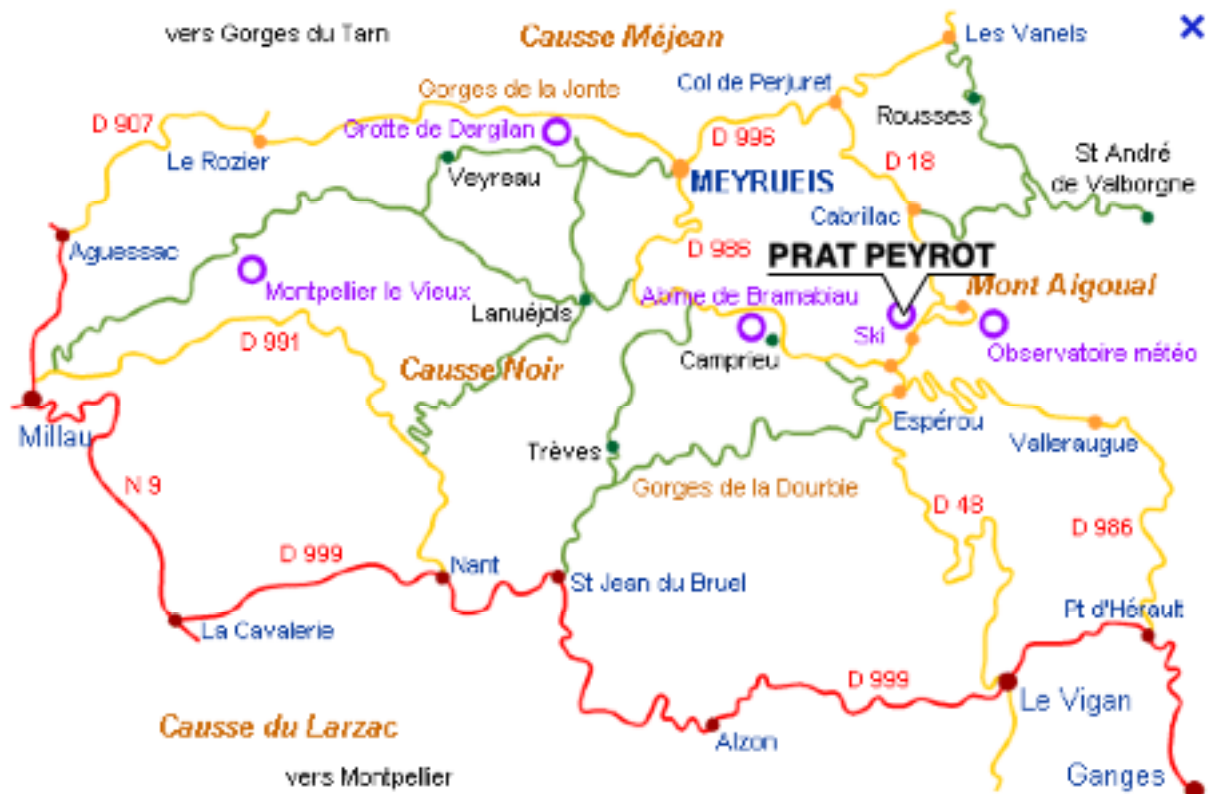 vers Gorges du Tarn
Causse Méjean
Les Vanels
Gorges de la Jonte
Col de Perjuret
Rousses
D 907
Grotte de Dargilan
D 996
Le Rozier
Veyreau
MEYRUEIS
D 18
St André
de Valborgne
Cabrillac
Aguessac
D 986
PRAT PEYROT
Montpellier le Vieux
Lanuéjols
Abime de Bramabiau
Mont Aigoual
D 991
Causse Noir
Camprieu
Ski
Observatoire météo
Millau
Trèves
Espérou
Valleraugue
N 9
Gorges de la Dourbie
D 48
D 986
D 999
Nant
St Jean du Bruel
Pt d'Hérault
La Cavalerie
D 999
Le Vigan
Causse du Larzac
Alzon
vers Montpellier
Ganges